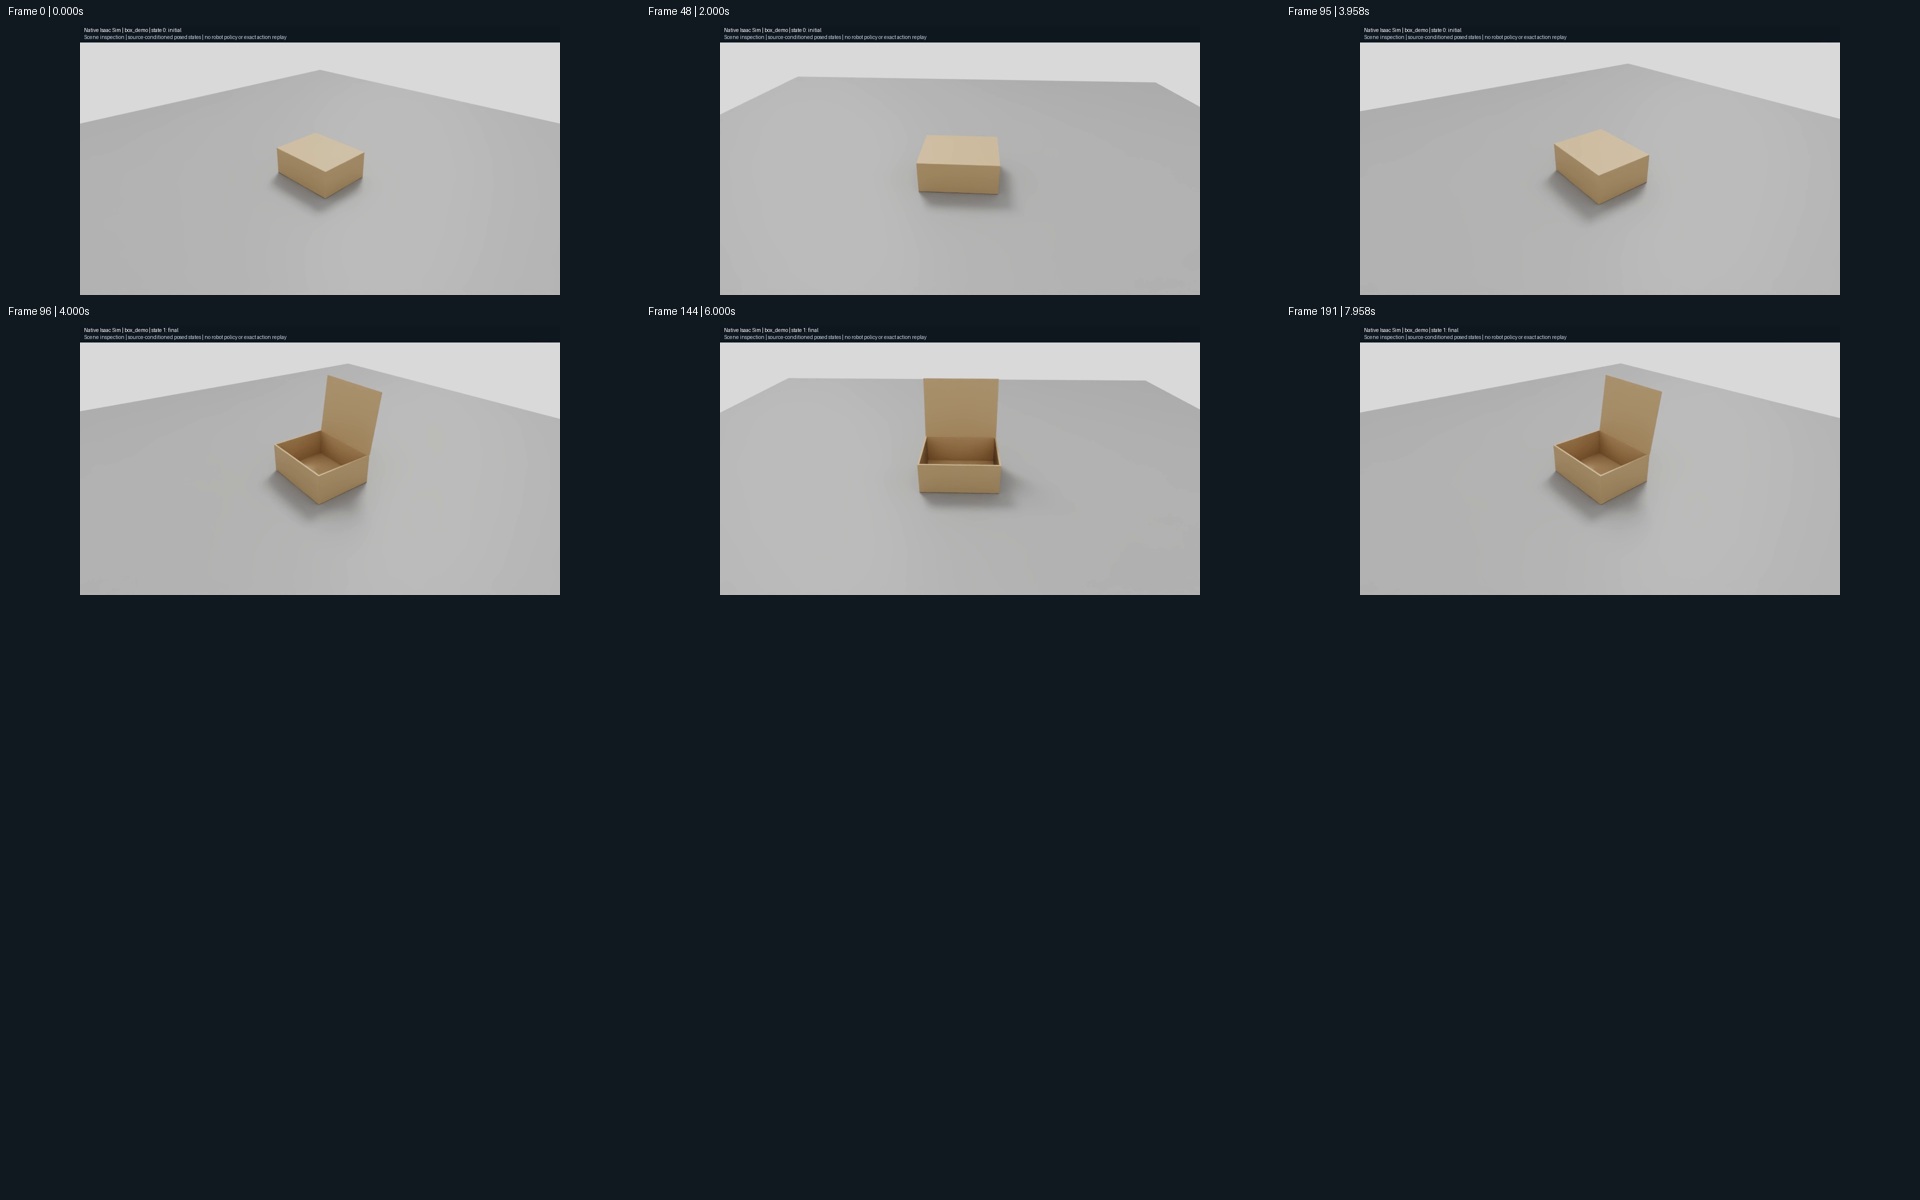 Frame 0 | 0.000s
Native Isaac Sim | box_demo | state 0: initial
Scene inspection | source-conditioned posed states | no robot policy or exact action replay
Frame 48 | 2.000s
Native Isaac Sim | box_demo | state 0: initial
Scene inspection | source-conditioned posed states | no robot policy or exact action replay
Frame 95 | 3.958s
Native Isaac Sim | box_demo | state 0: initial
Scene inspection | source-conditioned posed states | no robot policy or exact action replay
Frame 96 | 4.000s
Native Isaac Sim | box_demo | state 1: final
Scene inspection | source-conditioned posed states | no robot policy or exact action replay
Frame 144 | 6.000s
Native Isaac Sim | box_demo | state 1: final
Scene inspection | source-conditioned posed states | no robot policy or exact action replay
Frame 191 | 7.958s
Native Isaac Sim | box_demo | state 1: final
Scene inspection | source-conditioned posed states | no robot policy or exact action replay